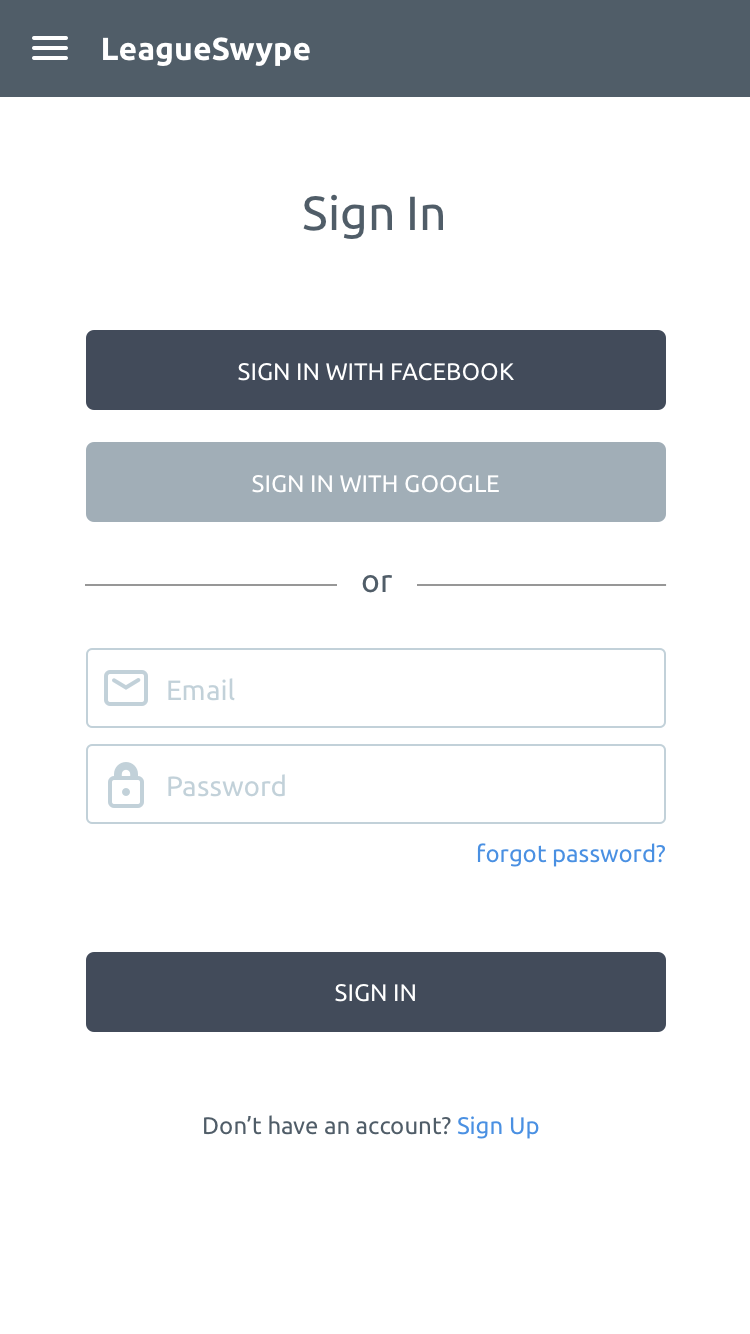 LeagueSwype
Sign In
SIGN IN WITH FACEBOOK
SIGN IN WITH GOOGLE
or
Email
Password
forgot password?
SIGN IN
Don’t have an account? Sign Up